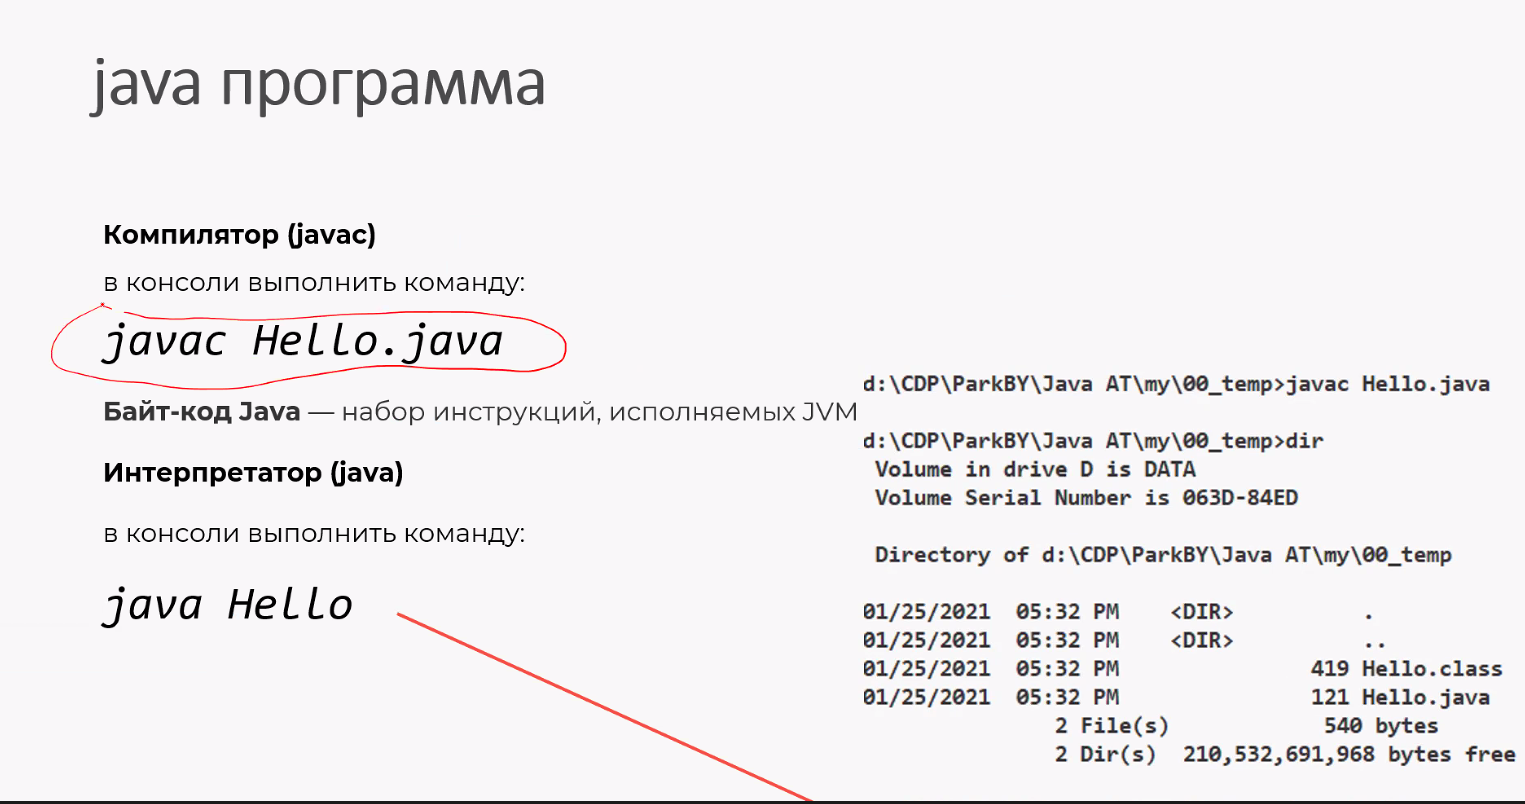 java программа
Компилятор (javac)
в консоли выполнить команду:
javac Hello.java
Байт-код Java — набор инструкций, исполняемых JVM
Интерпретатор (java)
в консоли выполнить команду:
java Hello
d:\CDP\ParkBY\Java AT\my\00_temp>javac Hello.java
d:\CDP\ParkBY\Java AT\my\00_temp>dir
Volume in drive D is DATA
Volume Serial Number is 063D-84ED
Directory of d:\CDP\ParkBY\Java AT\my\00_temp
01/25/2021 05:32 PM <DIR> .
01/25/2021 05:32 PM <DIR> ..
01/25/2021 05:32 PM 419 Hello.class
01/25/2021 05:32 PM 121 Hello.java
2 File(s) 540 bytes
2 Dir(s) 210,532,691,968 bytes free